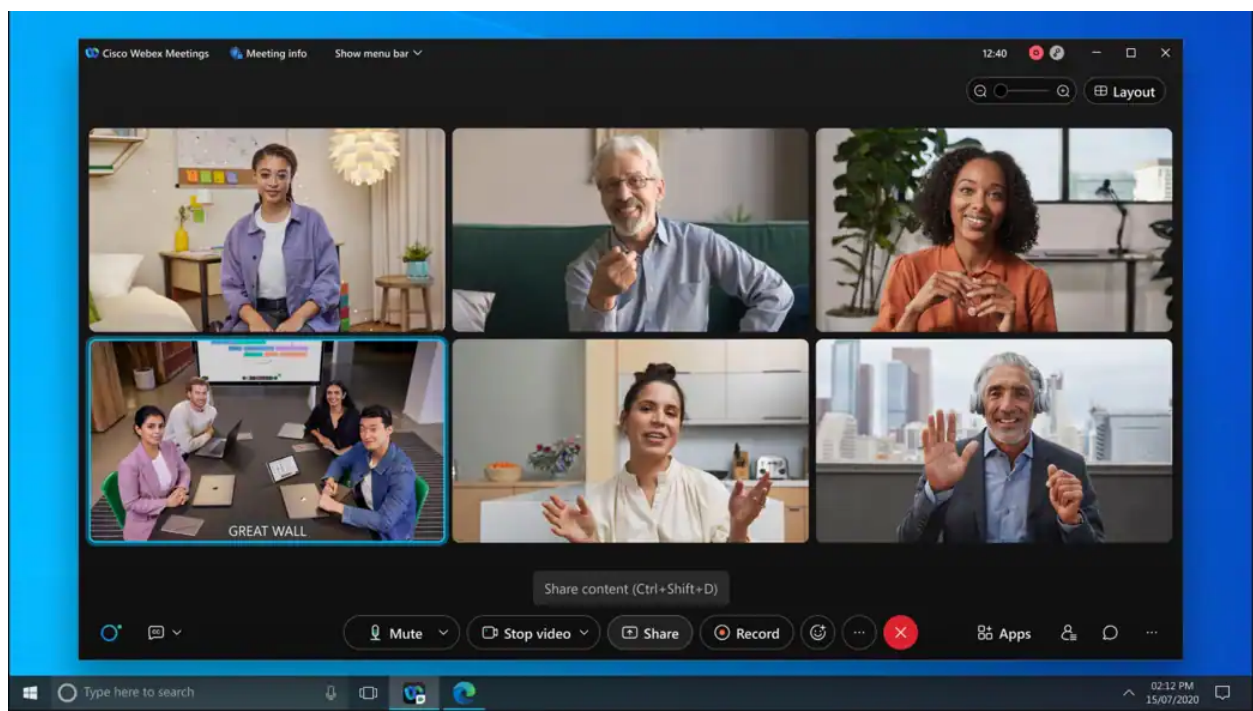 Cisco Webex Meetings Meeting info Show menu bar 12:40
Layout
GREAT WALL
Share content (Ctrl+Shift+D)
CC Mute Stop video Share Record Apps
Type here to search
02:12 PM
15/07/2020